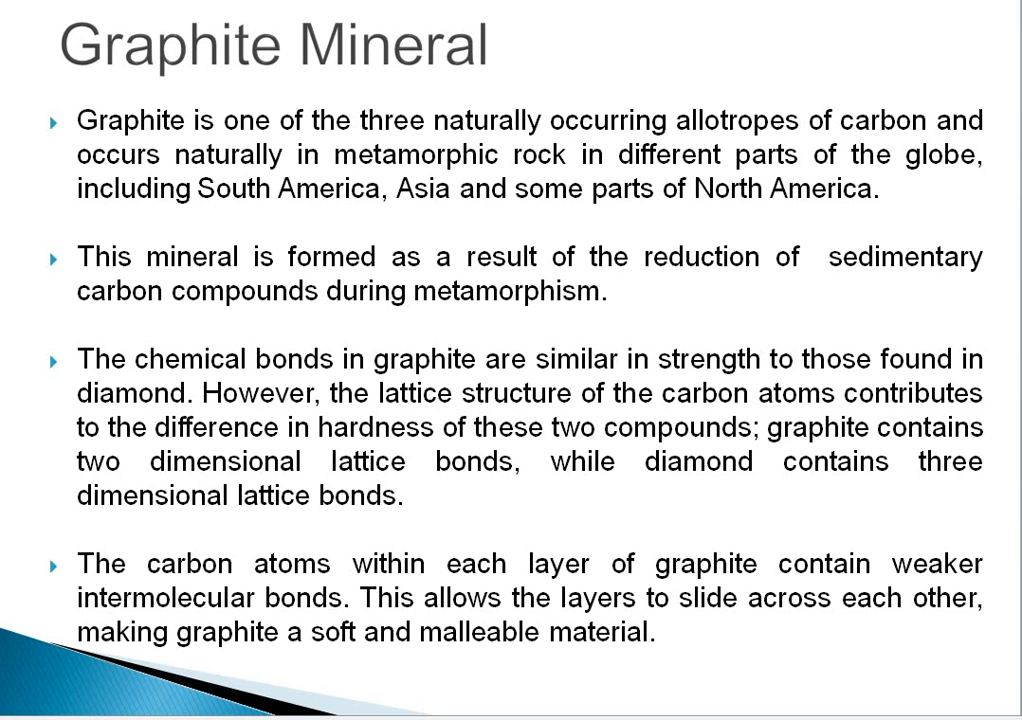 Graphite Mineral
Graphite is one of the three naturally occurring allotropes of carbon and
occurs naturally in metamorphic rock in different parts of the globe,
including South America, Asia and some parts of North America.
This mineral is formed as a result of the reduction of  sedimentary
carbon compounds during metamorphism.
The chemical bonds in graphite are similar in strength to those found in
diamond. However, the lattice structure of the carbon atoms contributes
to the difference in hardness of these two compounds; graphite contains
two dimensional lattice bonds, while diamond contains three
dimensional lattice bonds.
The carbon atoms within each layer of graphite contain weaker
intermolecular bonds. This allows the layers to slide across each other,
making graphite a soft and malleable material.